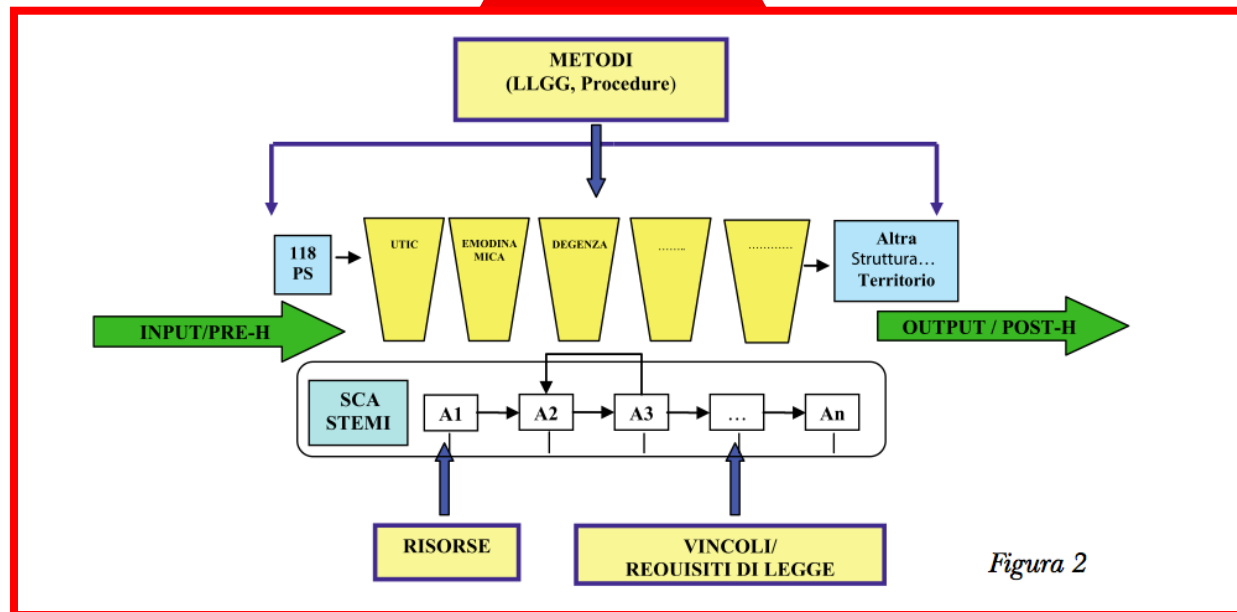 METODI
(LLGG, Procedure)
118
PS
UTIC
EMODINA
MICA
DEGENZA
........
............
Altra
Struttura…
Territorio
INPUT/PRE-H
OUTPUT / POST-H
SCA
STEMI
A1
A2
A3
…
An
RISORSE
VINCOLI/
REQUISITI DI LEGGE
Figura 2